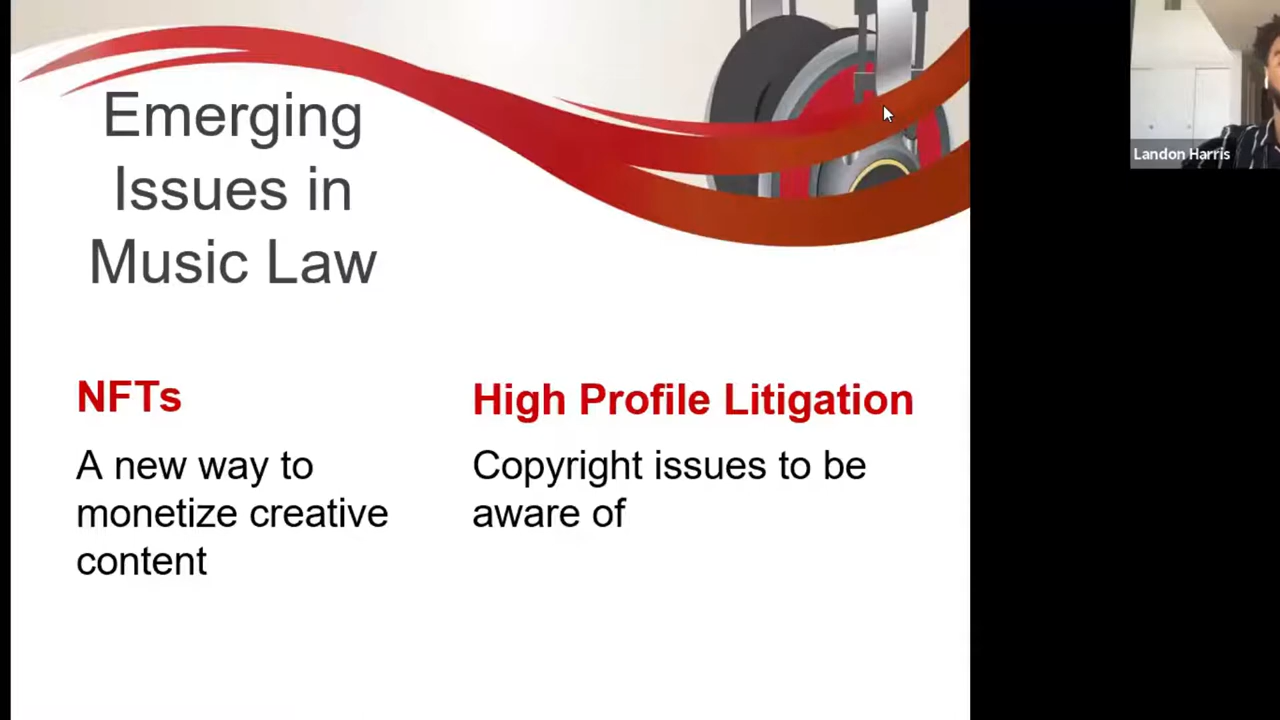 Emerging
Issues in
Music Law
Landon Harris
NFTs
A new way to
monetize creative
content
High Profile Litigation
Copyright issues to be
aware of